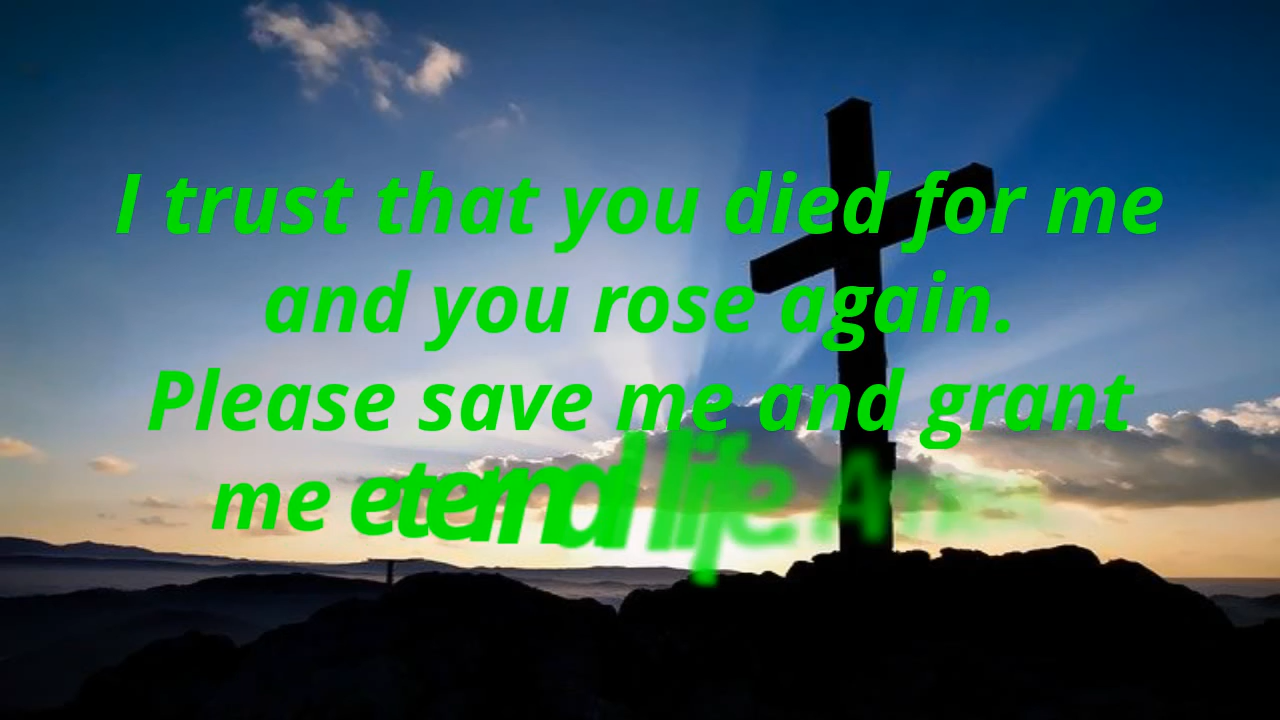 I trust that you died for me
and you rose again.
Please save me and grant
me eternal life